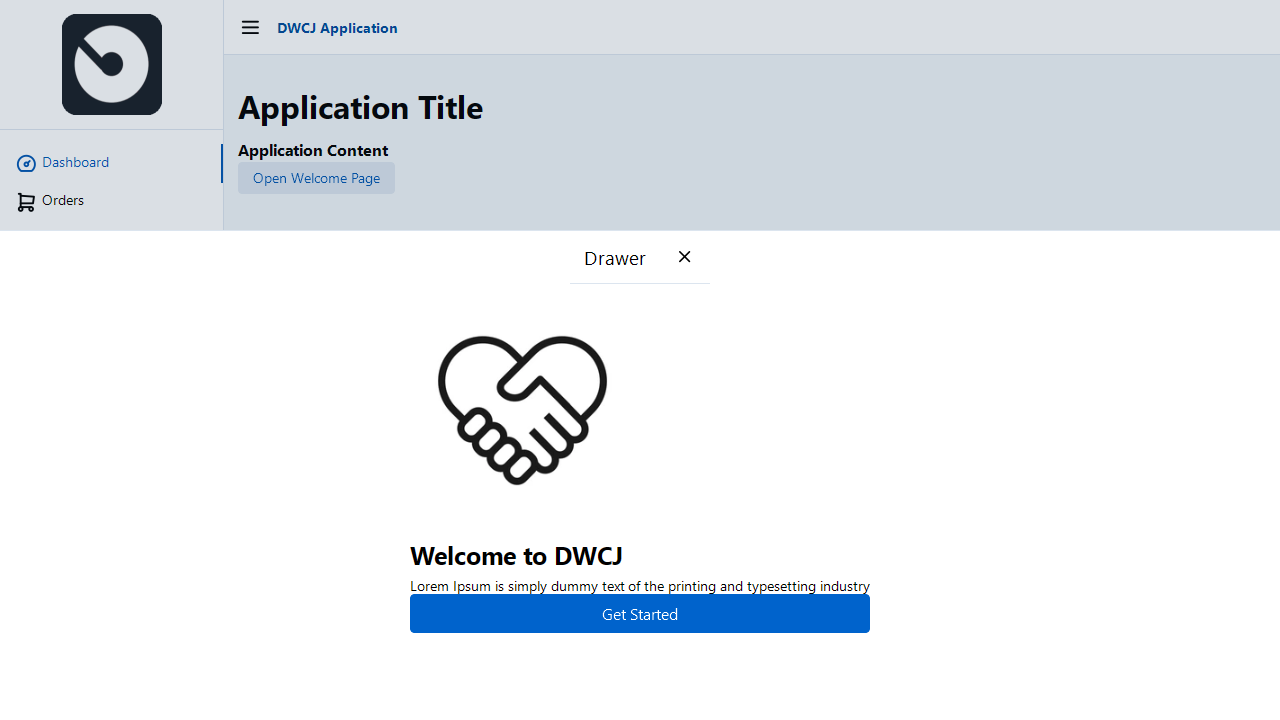 DWCJ Application
Dashboard
Orders
Application Title
Application Content
Open Welcome Page
Drawer
Welcome to DWCJ
Lorem Ipsum is simply dummy text of the printing and typesetting industry
Get Started